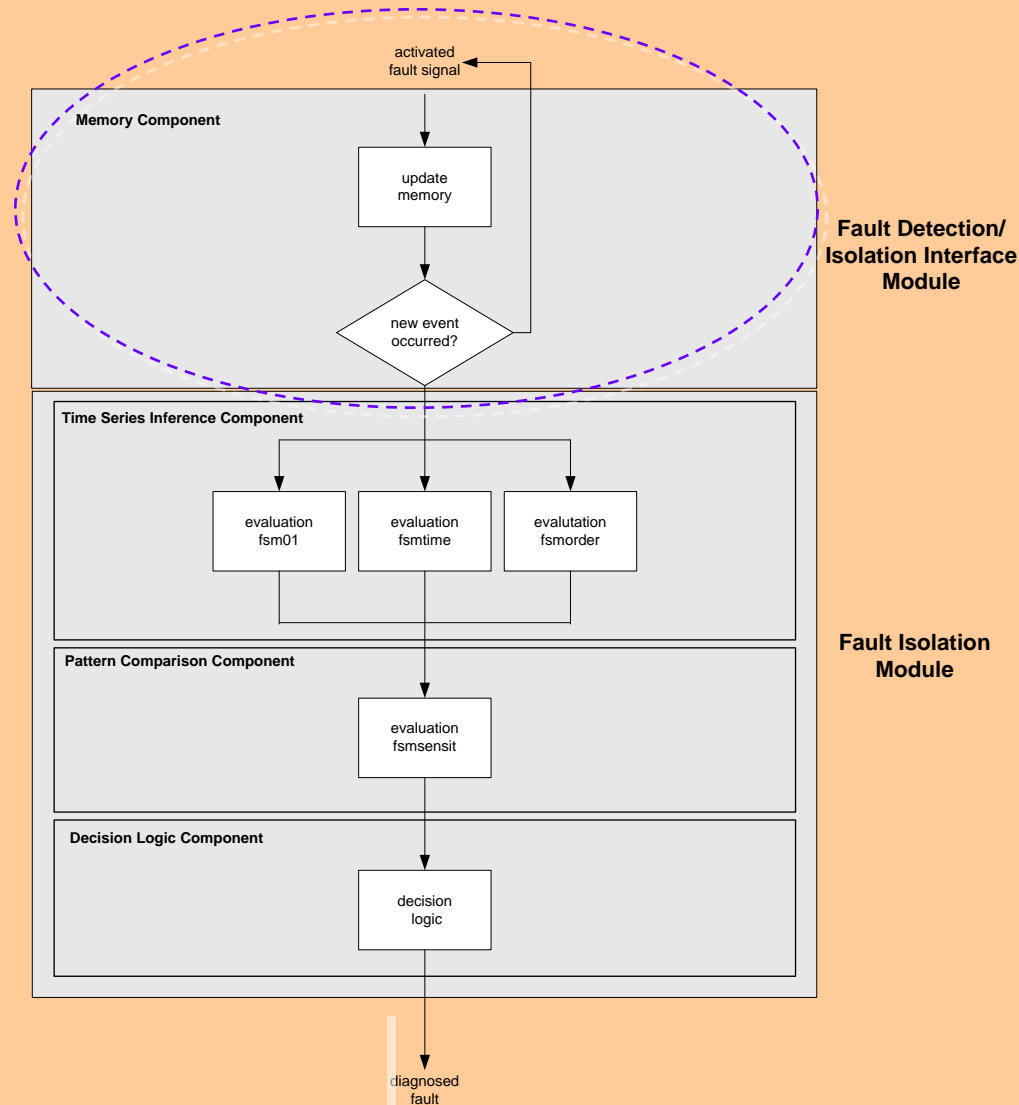 activated
fault signal
Memory Component
update
memory
Fault Detection/
Isolation Interface
Module
new event
occurred?
Time Series Inference Component
evaluation
fsm01
evaluation
fsmtime
evalutation
fsmorder
Fault Isolation
Module
Pattern Comparison Component
evaluation
fsmsensit
Decision Logic Component
decision
logic
diagnosed
fault